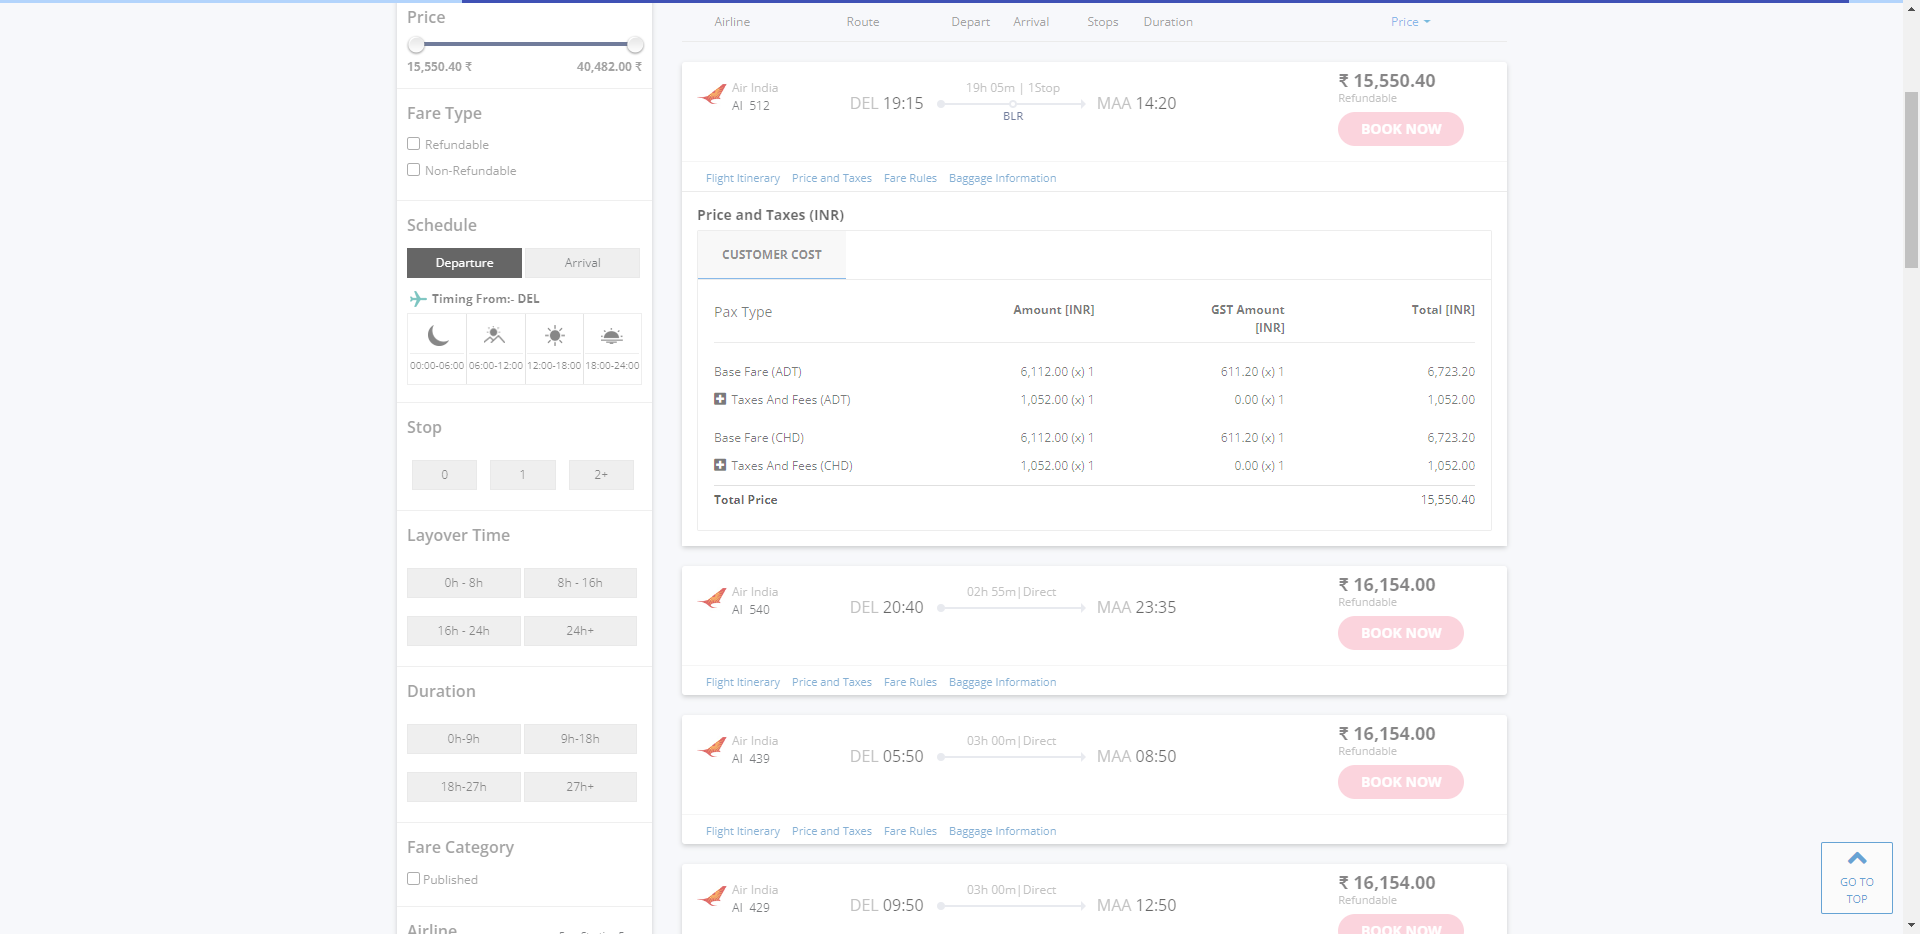 Price
15,550.40 ₹ 40,482.00 ₹
Fare Type
Refundable
Non-Refundable
Schedule
Departure Arrival
Timing From:- DEL
00:00-06:00 06:00-12:00 12:00-18:00 18:00-24:00
Stop
0 1 2+
Layover Time
0h - 8h 8h - 16h
16h - 24h 24h+
Duration
0h-9h 9h-18h
18h-27h 27h+
Fare Category
Published
Airline
Airline Route Depart Arrival Stops Duration Price
Air India
AI 512
DEL 19:15
19h 05m | 1Stop
BLR
MAA 14:20
₹ 15,550.40
Refundable
BOOK NOW
Flight Itinerary Price and Taxes Fare Rules Baggage Information
Price and Taxes (INR)
CUSTOMER COST
Pax Type Amount [INR] GST Amount [INR] Total [INR]
Base Fare (ADT) 6,112.00 (x) 1 611.20 (x) 1 6,723.20
Taxes And Fees (ADT) 1,052.00 (x) 1 0.00 (x) 1 1,052.00
Base Fare (CHD) 6,112.00 (x) 1 611.20 (x) 1 6,723.20
Taxes And Fees (CHD) 1,052.00 (x) 1 0.00 (x) 1 1,052.00
Total Price 15,550.40
Air India
AI 540
DEL 20:40
02h 55m|Direct
MAA 23:35
₹ 16,154.00
Refundable
BOOK NOW
Flight Itinerary Price and Taxes Fare Rules Baggage Information
Air India
AI 439
DEL 05:50
03h 00m|Direct
MAA 08:50
₹ 16,154.00
Refundable
BOOK NOW
Flight Itinerary Price and Taxes Fare Rules Baggage Information
Air India
AI 429
DEL 09:50
03h 00m|Direct
MAA 12:50
₹ 16,154.00
Refundable
BOOK NOW
GO TO
TOP